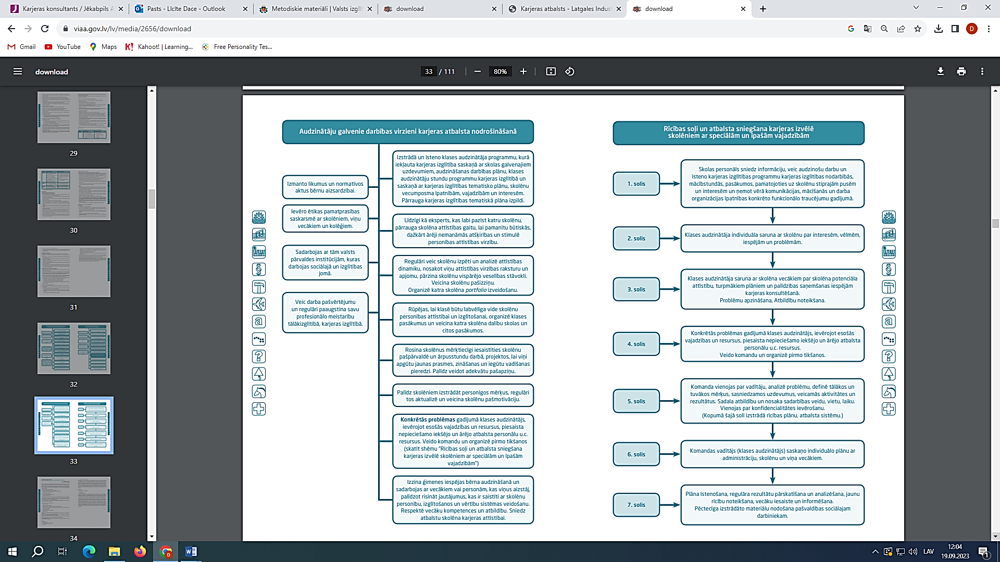 Karjeras konsultants / Jēkabpils A
Pasts - Līcīte Dace - Outlook
Metodiskie materiāli | Valsts izglīt
download
Karjeras atbalsts - Latgales Indus
download
viaa.gov.lv/lv/media/2656/download
D
Gmail
YouTube
Maps
Kahoot! | Learning...
Free Personality Tes...
download
33 / 111
80%
29
30
31
32
33
34
Audzinātāju galvenie darbības virzieni karjeras atbalsta nodrošināšanā
Izmanto likumus un normatīvos
aktus bērnu aizsardzībai.
Ievēro ētikas pamatprasības
saskarsmē ar skolēniem, viņu
vecākiem un kolēģiem.
Sadarbojas ar tām valsts
pārvaldes institūcijām, kuras
darbojas sociālajā un izglītības
jomā.
Veic darba pašvērtējumu
un regulāri paaugstina savu
profesionālo meistarību
tālākizglītībā, karjeras izglītībā.
Izstrādā un īsteno klases audzinātāja programmu, kurā
iekļauta karjeras izglītība saskaņā ar skolas galvenajiem
uzdevumiem, audzināšanas darbības plānu, klases
audzinātāju stundu programmu karjeras izglītībā un
saskaņā ar karjeras izglītības tematisko plānu, skolēnu
vecumposma īpatnībām, vajadzībām un interesēm.
Pārrauga karjeras izglītības tematiskā plāna izpildi.
Līdzīgi kā eksperts, kas labi pazīst katru skolēnu,
pārrauga skolēna attīstības gaitu, lai pamanītu būtiskās,
dažkārt ārēji nemanāmās atšķirības un stimulē
personības attīstības virzību.
Regulāri veic skolēnu izpēti un analizē attīstības
dinamiku, nosakot viņu attīstības virzības raksturu un
apjomu, pārzina skolēnu vispārējo veselības stāvokli.
Veicina skolēnu pašizziņu.
Organizē katra skolēna portfolio izveidošanu.
Rūpējas, lai klasē būtu labvēlīga vide skolēnu
personības attīstībai un izglītošanai, organizē klases
pasākumus un veicina katra skolēna dalību skolas un
citos pasākumos.
Rosina skolēnus mērķtiecīgi iesaistīties skolēnu
pašpārvaldē un ārpusstundu darbā, projektos, lai viņi
apgūtu jaunas prasmes, zināšanas un iegūtu vadīšanas
pieredzi. Palīdz veidot adekvātu pašapziņu.
Palīdz skolēniem izstrādāt personīgos mērķus, regulāri
tos aktualizē un veicina skolēnu pašmotivāciju.
Konkrētās problēmas gadījumā klases audzinātājs,
ievērojot esošās vajadzības un resursus, piesaista
nepieciešamo iekšējo un ārējo atbalsta personālu u.c.
resursus. Veido komandu un organizē pirmo tikšanos
(skatīt shēmu "Rīcības soļi un atbalsta sniegšana
karjeras izvēlē skolēniem ar speciālām un īpašām
vajadzībām")
Izzina ģimenes iespējas bērna audzināšanā un
sadarbojas ar vecākiem vai personām, kas viņus aizstāj,
palīdzot risināt jautājumus, kas ir saistīti ar skolēnu
personību, izglītošanos un vērtību sistēmas veidošanu.
Respektē vecāku kompetences un atbildību. Sniedz
atbalstu skolēna karjeras attīstībai.
Rīcības soļi un atbalsta sniegšana karjeras izvēlē
skolēniem ar speciālām un īpašām vajadzībām
1. solis
Skolas personāls sniedz informāciju, veic audzinošu darbu un
īsteno karjeras izglītības programmu karjeras izglītības nodarbībās,
mācībstundās, pasākumos, pamatojoties uz skolēnu stiprajām pusēm
un interesēm un ņemot vērā komunikācijas, mācīšanās un darba
organizācijas īpatnības konkrēto funkcionālo traucējumu gadījumā.
2. solis
Klases audzinātāja individuāla saruna ar skolēnu par interesēm, vēlmēm,
iespējām un problēmām.
3. solis
Klases audzinātāja saruna ar skolēna vecākiem par skolēna potenciāla
attīstību, turpmākiem plāniem un palīdzības saņemšanas iespējām
karjeras konsultēšanā.
Problēmu apzināšana, Atbildību noteikšana.
4. solis
Konkrētās problēmas gadījumā klases audzinātājs, ievērojot esošās
vajadzības un resursus, piesaista nepieciešamo iekšējo un ārējo atbalsta
personālu u.c. resursus.
Veido komandu un organizē pirmo tikšanos.
5. solis
Komanda vienojas par vadītāju, analizē problēmu, definē tālākos un
tuvākos mērķus, sasniedzamos uzdevumus, veicamās aktivitātes un
rezultātus. Sadala atbildību un nosaka sadarbības veidu, vietu, laiku.
Vienojas par konfidencialitātes ievērošanu.
(Kopumā šajā solī izstrādā rīcības plānu, atbalsta sistēmu.)
6. solis
Komandas vadītājs (klases audzinātājs) saskaņo individuālo plānu ar
administrāciju, skolēnu un viņa vecākiem.
7. solis
Plāna īstenošana, regulāra rezultātu pārskatīšana un analizēšana, jaunu
rīcību noteikšana, vecāku iesaiste un informēšana.
Pēctecīga izstrādāto materiālu nodošana pašvaldības sociālajam
darbiniekam.
LAV
12:04
19.09.2023
1